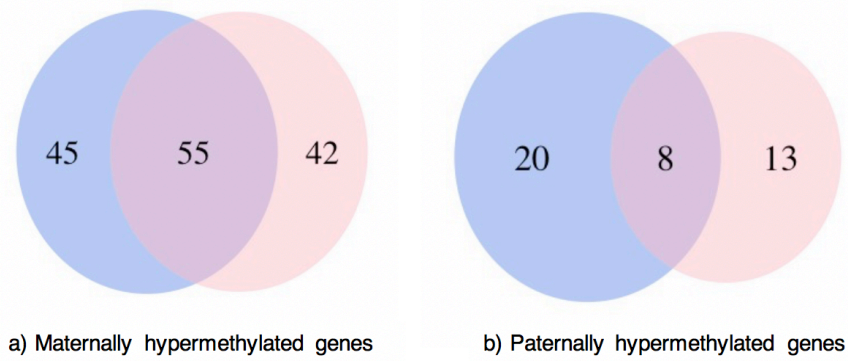 45 55 42
20 8 13
a) Maternally hypermethylated genes
b) Paternally hypermethylated genes